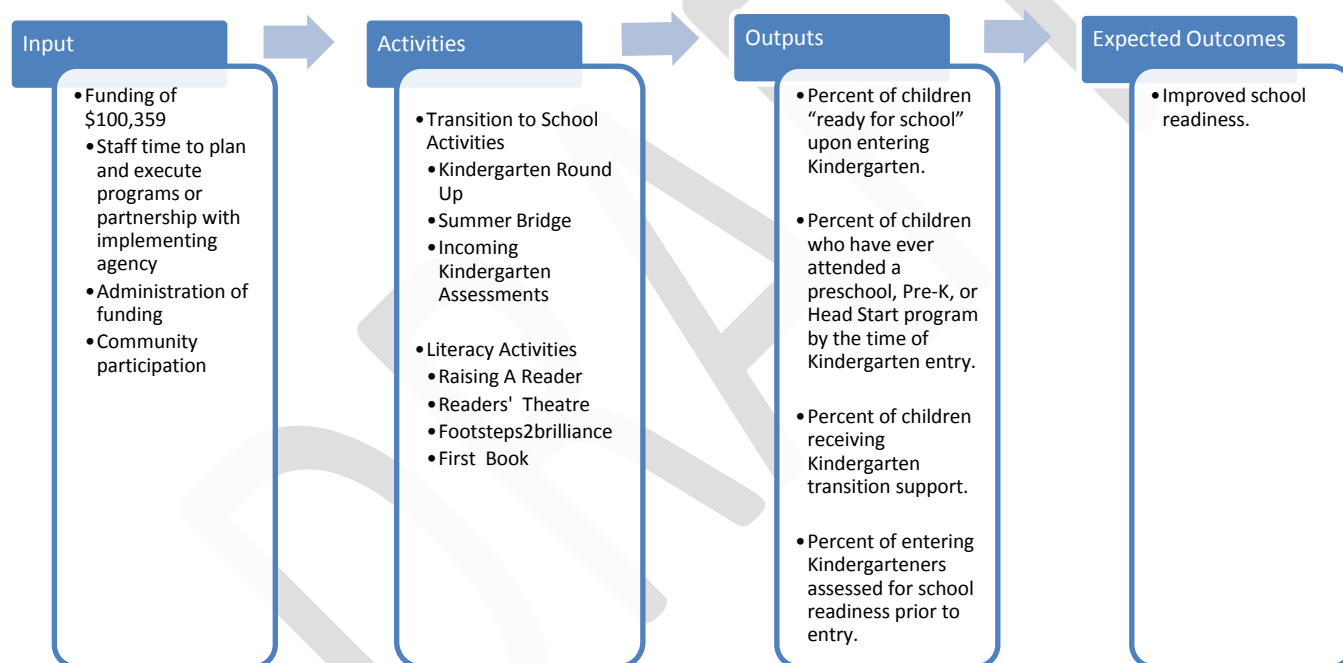 Input
•Funding of
$100,359
•Staff time to plan
and execute
programs or
partnership with
implementing
agency
•Administration of
funding
•Community
participation
Activities
•Transition to School
Activities
•Kindergarten Round
Up
•Summer Bridge
•Incoming
Kindergarten
Assessments
•Literacy Activities
•Raising A Reader
•Readers' Theatre
•Footsteps2brilliance
•First Book
Outputs
•Percent of children
“ready for school”
upon entering
Kindergarten.
•Percent of children
who have ever
attended a
preschool, Pre-K, or
Head Start program
by the time of
Kindergarten entry.
•Percent of children
receiving
Kindergarten
transition support.
•Percent of entering
Kindergarteners
assessed for school
readiness prior to
entry.
Expected Outcomes
•Improved school
readiness.